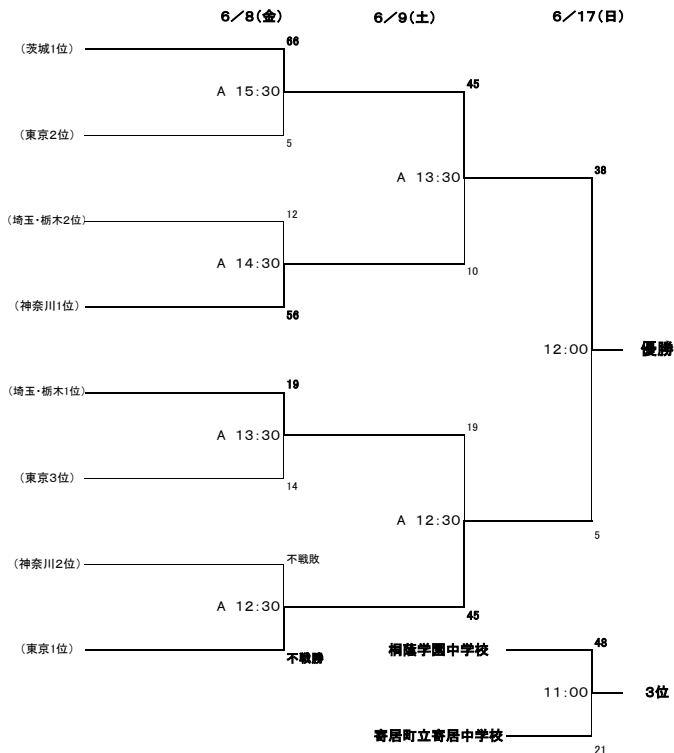 6/8(金) 6/9(土) 6/17(日)
66
(茨城1位)
45
A 15:30
(東京2位)
5
38
A 13:30
12
(埼玉・栃木2位)
A 14:30
10
(神奈川1位)
56
12:00 優勝
19
(埼玉・栃木1位)
19
A 13:30
(東京3位)
14
A 12:30
5
不戦敗
(神奈川2位)
A 12:30
45
桐蔭学園中学校 48
(東京1位)
不戦勝
11:00 3位
寄居町立寄居中学校
21